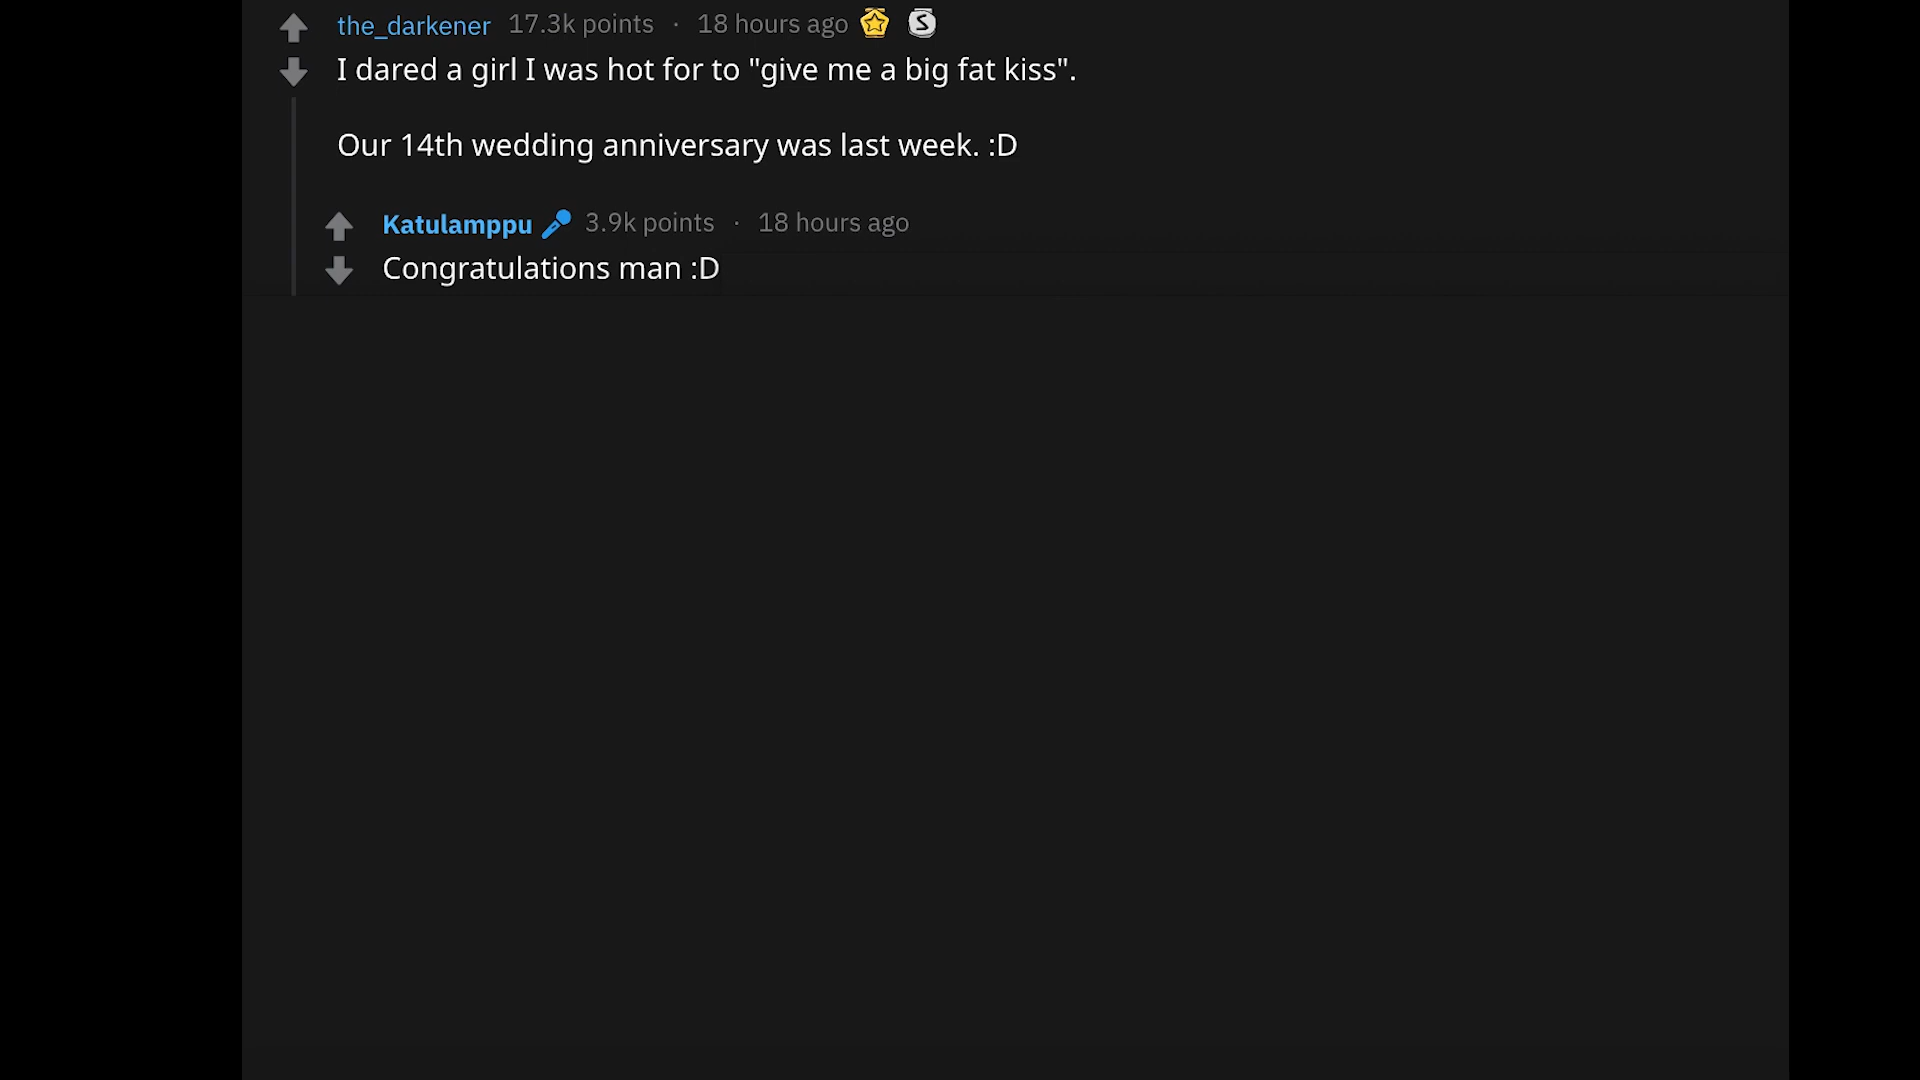 the_darkener 17.3k points · 18 hours ago S
I dared a girl I was hot for to "give me a big fat kiss".
Our 14th wedding anniversary was last week. :D
Katulamppu 3.9k points · 18 hours ago
Congratulations man :D